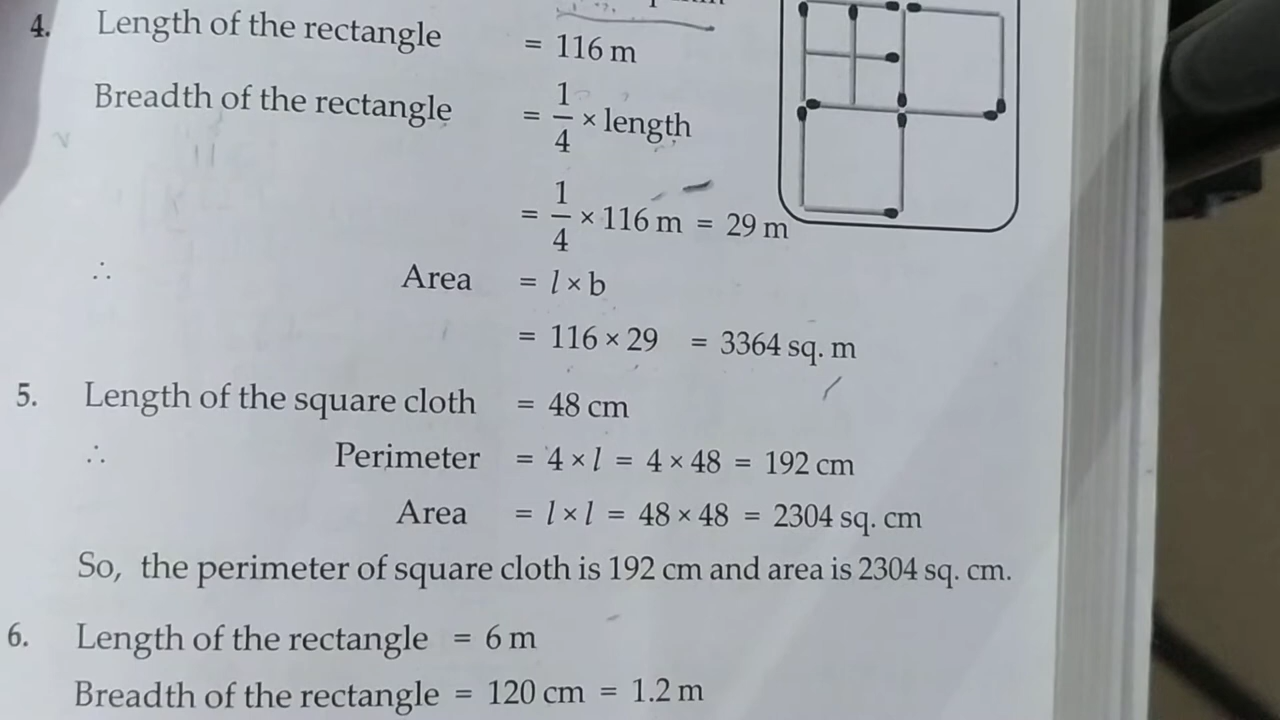 4. Length of the rectangle = 116 m
Breadth of the rectangle = 1/4 × length
= 1/4 × 116 m = 29 m
∴ Area = l × b
= 116 × 29 = 3364 sq. m
5. Length of the square cloth = 48 cm
∴ Perimeter = 4 × l = 4 × 48 = 192 cm
Area = l × l = 48 × 48 = 2304 sq. cm
So, the perimeter of square cloth is 192 cm and area is 2304 sq. cm.
6. Length of the rectangle = 6 m
Breadth of the rectangle = 120 cm = 1.2 m